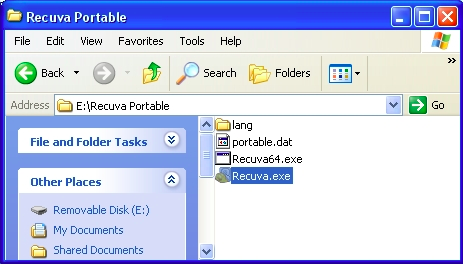 Recuva Portable
File Edit View Favorites Tools Help
Back Search Folders
Address E:\Recuva Portable Go
File and Folder Tasks
Other Places
Removable Disk (E:)
My Documents
Shared Documents
lang
portable.dat
Recuva64.exe
Recuva.exe